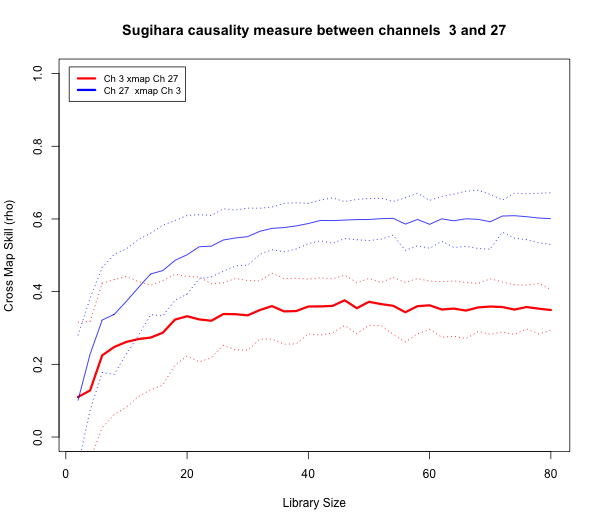 Sugihara causality measure between channels  3 and 27
Ch 3 xmap Ch 27
Ch 27  xmap Ch 3
Cross Map Skill (rho)
1.0
0.8
0.6
0.4
0.2
0.0
0 20 40 60 80
Library Size